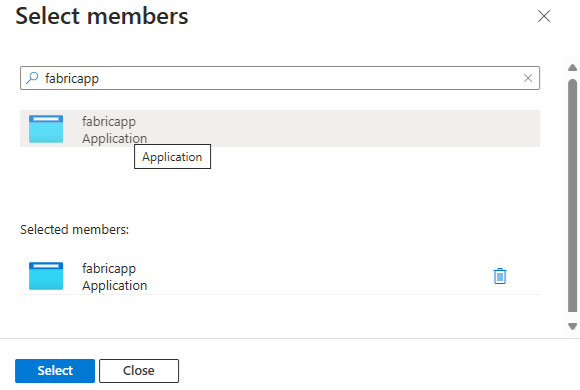 Select members
fabricapp
fabricapp
Application
Application
Selected members:
fabricapp
Application
Select
Close